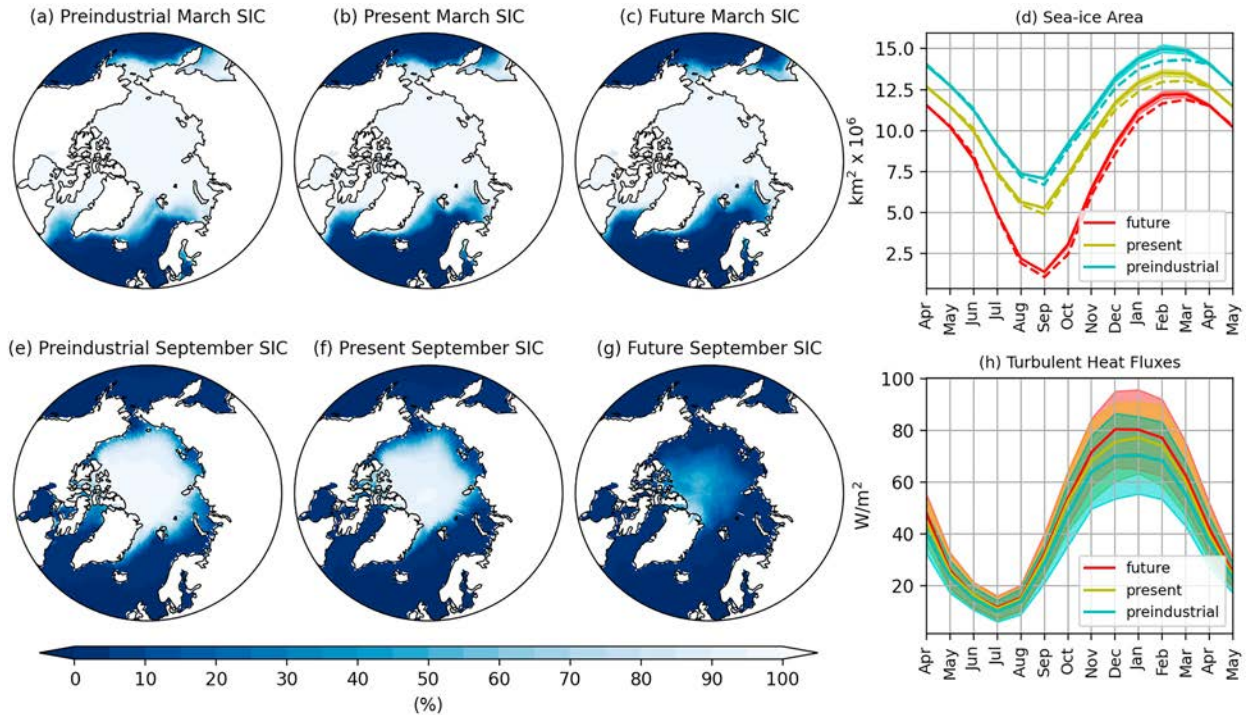 (a) Preindustrial March SIC
(b) Present March SIC
(c) Future March SIC
(d) Sea-ice Area
15.0
12.5
10.0
7.5
5.0
2.5
km² x 10⁶
future
present
preindustrial
Apr
May
Jun
Jul
Aug
Sep
Oct
Nov
Dec
Jan
Feb
Mar
Apr
May
(e) Preindustrial September SIC
(f) Present September SIC
(g) Future September SIC
(h) Turbulent Heat Fluxes
100
80
60
40
20
W/m²
future
present
preindustrial
Apr
May
Jun
Jul
Aug
Sep
Oct
Nov
Dec
Jan
Feb
Mar
Apr
May
0 10 20 30 40 50 60 70 80 90 100
(%)